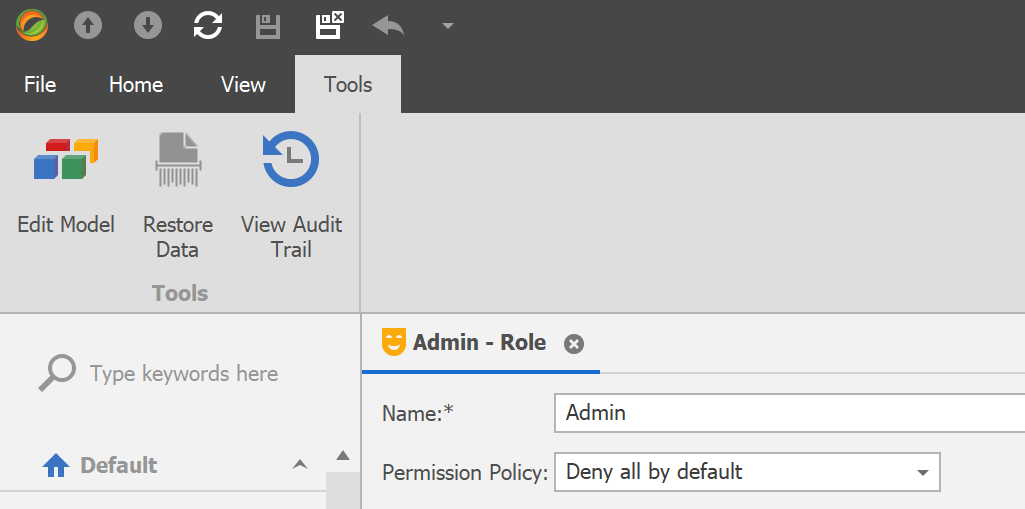 File Home View Tools
Edit Model Restore Data View Audit Trail
Tools
Type keywords here
Default
Admin - Role
Name:* Admin
Permission Policy: Deny all by default